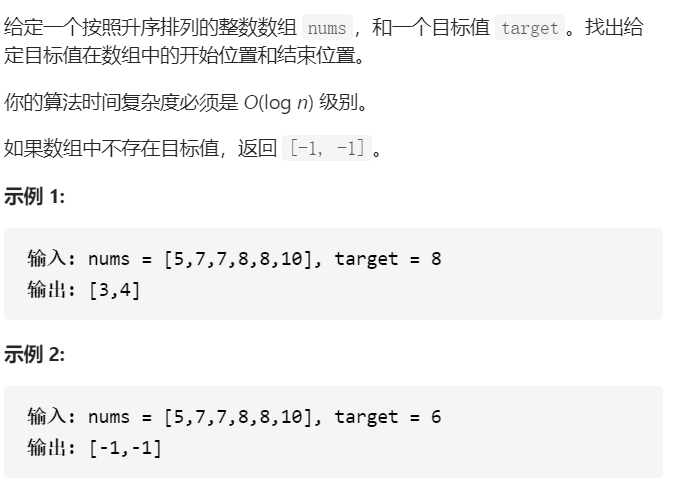 给定一个按照升序排列的整数数组 nums，和一个目标值 target。找出给
定目标值在数组中的开始位置和结束位置。
你的算法时间复杂度必须是 O(log n) 级别。
如果数组中不存在目标值，返回 [-1, -1]。
示例 1:
输入: nums = [5,7,7,8,8,10], target = 8
输出: [3,4]
示例 2:
输入: nums = [5,7,7,8,8,10], target = 6
输出: [-1,-1]